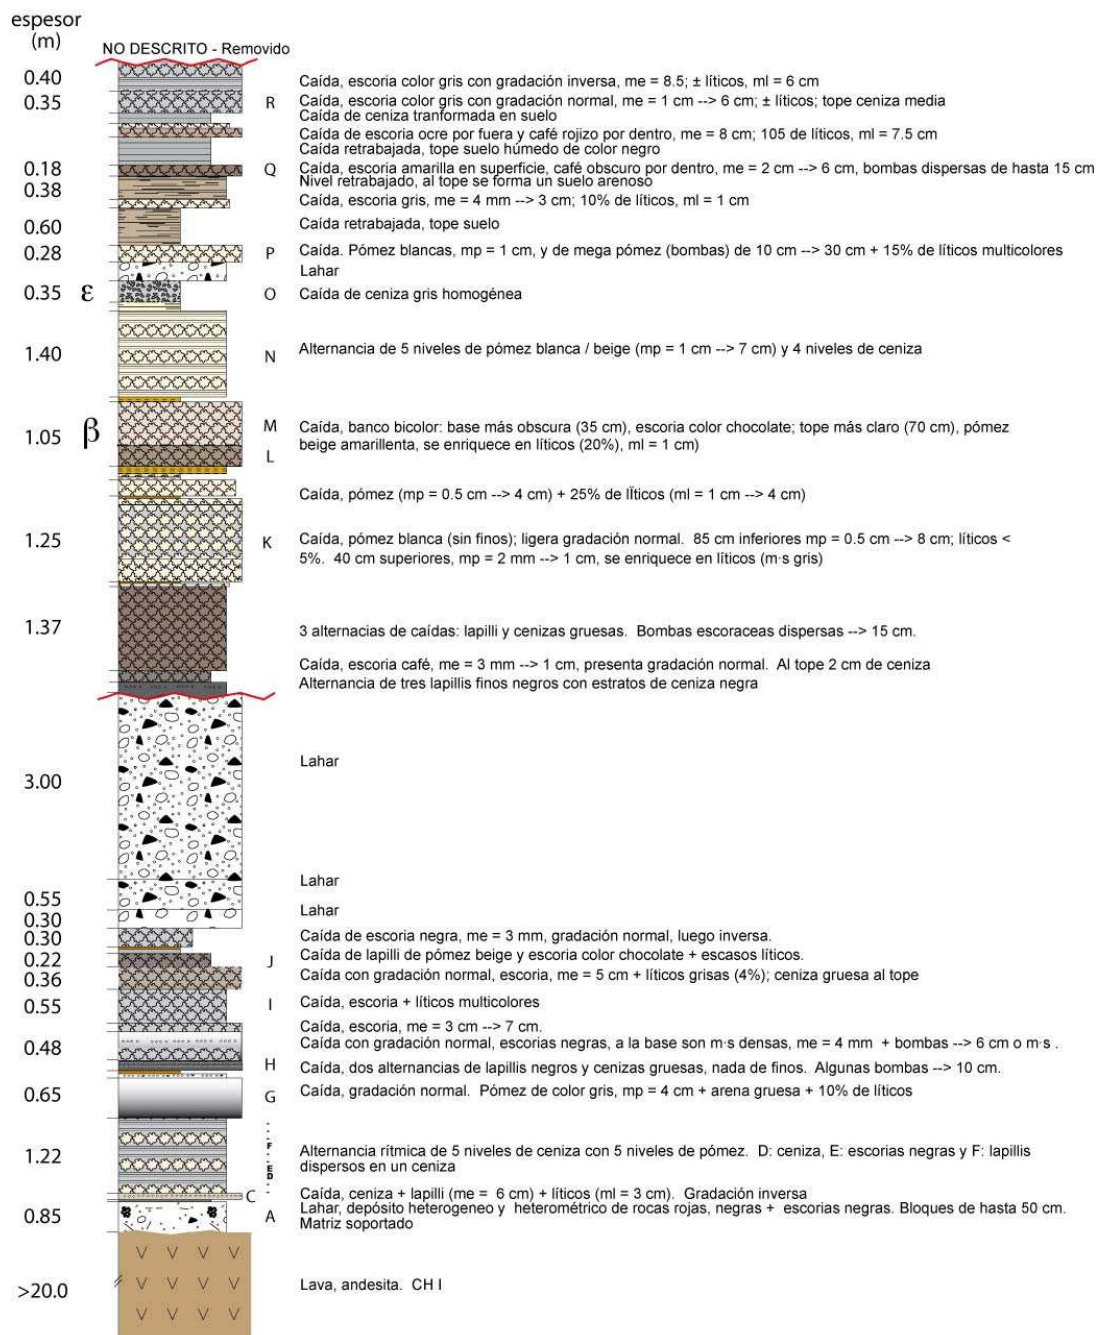 espesor
(m)
NO DESCRITO - Removido
0.40
Caída, escoria color gris con gradación inversa, me = 8.5; ± líticos, ml = 6 cm
0.35 R Caída, escoria color gris con gradación normal, me = 1 cm --> 6 cm; ± líticos; tope ceniza media
Caída de ceniza tranformada en suelo
Caída de escoria ocre por fuera y café rojizo por dentro, me = 8 cm; 105 de líticos, ml = 7.5 cm
Caída retrabajada, tope suelo húmedo de color negro
0.18 Q Caída, escoria amarilla en superficie, café obscuro por dentro, me = 2 cm --> 6 cm, bombas dispersas de hasta 15 cm
0.38 Nivel retrabajado, al tope se forma un suelo arenoso
Caída, escoria gris, me = 4 mm --> 3 cm; 10% de líticos, ml = 1 cm
0.60 Caída retrabajada, tope suelo
0.28 P Caída. Pómez blancas, mp = 1 cm, y de mega pómez (bombas) de 10 cm --> 30 cm + 15% de líticos multicolores
Lahar
0.35 ε O Caída de ceniza gris homogénea
1.40 N Alternancia de 5 niveles de pómez blanca / beige (mp = 1 cm --> 7 cm) y 4 niveles de ceniza
1.05 β M Caída, banco bicolor: base más obscura (35 cm), escoria color chocolate; tope más claro (70 cm), pómez
L beige amarillenta, se enriquece en líticos (20%), ml = 1 cm)
Caída, pómez (mp = 0.5 cm --> 4 cm) + 25% de lÏticos (ml = 1 cm --> 4 cm)
1.25 K Caída, pómez blanca (sin finos); ligera gradación normal. 85 cm inferiores mp = 0.5 cm --> 8 cm; líticos <
5%. 40 cm superiores, mp = 2 mm --> 1 cm, se enriquece en líticos (m·s gris)
1.37 3 alternacias de caídas: lapilli y cenizas gruesas. Bombas escoraceas dispersas --> 15 cm.
Caída, escoria café, me = 3 mm --> 1 cm, presenta gradación normal. Al tope 2 cm de ceniza
Alternancia de tres lapillis finos negros con estratos de ceniza negra
3.00 Lahar
0.55 Lahar
0.30 Lahar
0.30 Caída de escoria negra, me = 3 mm, gradación normal, luego inversa.
0.22 J Caída de lapilli de pómez beige y escoria color chocolate + escasos líticos.
0.36 Caída con gradación normal, escoria, me = 5 cm + líticos grisas (4%); ceniza gruesa al tope
0.55 I Caída, escoria + líticos multicolores
Caída, escoria, me = 3 cm --> 7 cm.
0.48 Caída con gradación normal, escorias negras, a la base son m·s densas, me = 4 mm + bombas --> 6 cm o m·s .
H Caída, dos alternancias de lapillis negros y cenizas gruesas, nada de finos. Algunas bombas --> 10 cm.
0.65 G Caída, gradación normal. Pómez de color gris, mp = 4 cm + arena gruesa + 10% de líticos
1.22 F Alternancia rítmica de 5 niveles de ceniza con 5 niveles de pómez. D: ceniza, E: escorias negras y F: lapillis
E D dispersos en un ceniza
C Caída, ceniza + lapilli (me = 6 cm) + líticos (ml = 3 cm). Gradación inversa
0.85 A Lahar, depósito heterogeneo y heterométrico de rocas rojas, negras + escorias negras. Bloques de hasta 50 cm.
Matriz soportado
>20.0 Lava, andesita. CH I